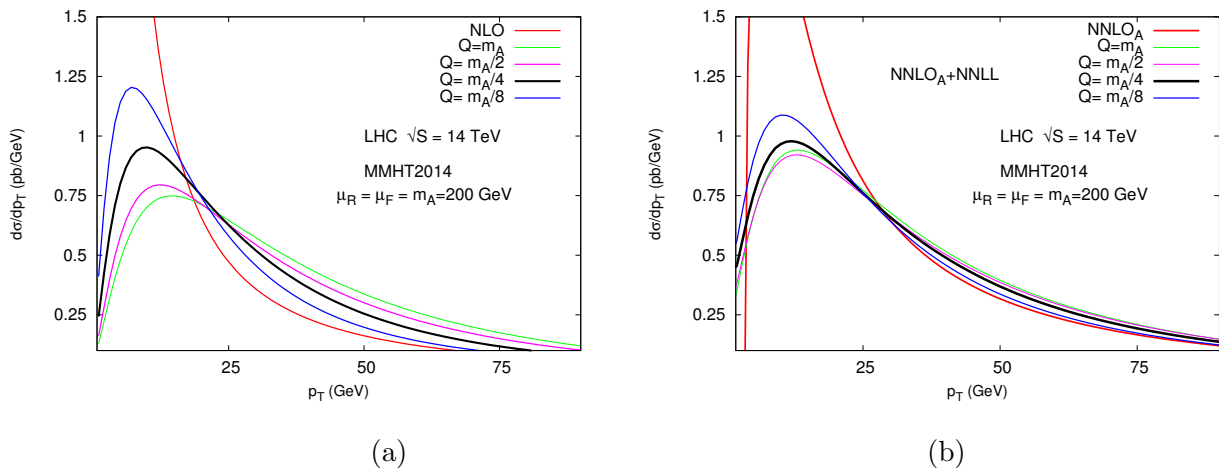 1.5
1.25
1
0.75
0.5
0.25
25
50
75
dσ/dp_T (pb/GeV)
p_T (GeV)
NLO
Q=m_A
Q= m_A/2
Q= m_A/4
Q= m_A/8
LHC √S = 14 TeV
MMHT2014
μ_R = μ_F = m_A=200 GeV
(a)
1.5
1.25
1
0.75
0.5
0.25
25
50
75
dσ/dp_T (pb/GeV)
p_T (GeV)
NNLO_A
Q=m_A
Q= m_A/2
Q= m_A/4
Q= m_A/8
NNLO_A+NNLL
LHC √S = 14 TeV
MMHT2014
μ_R = μ_F = m_A=200 GeV
(b)